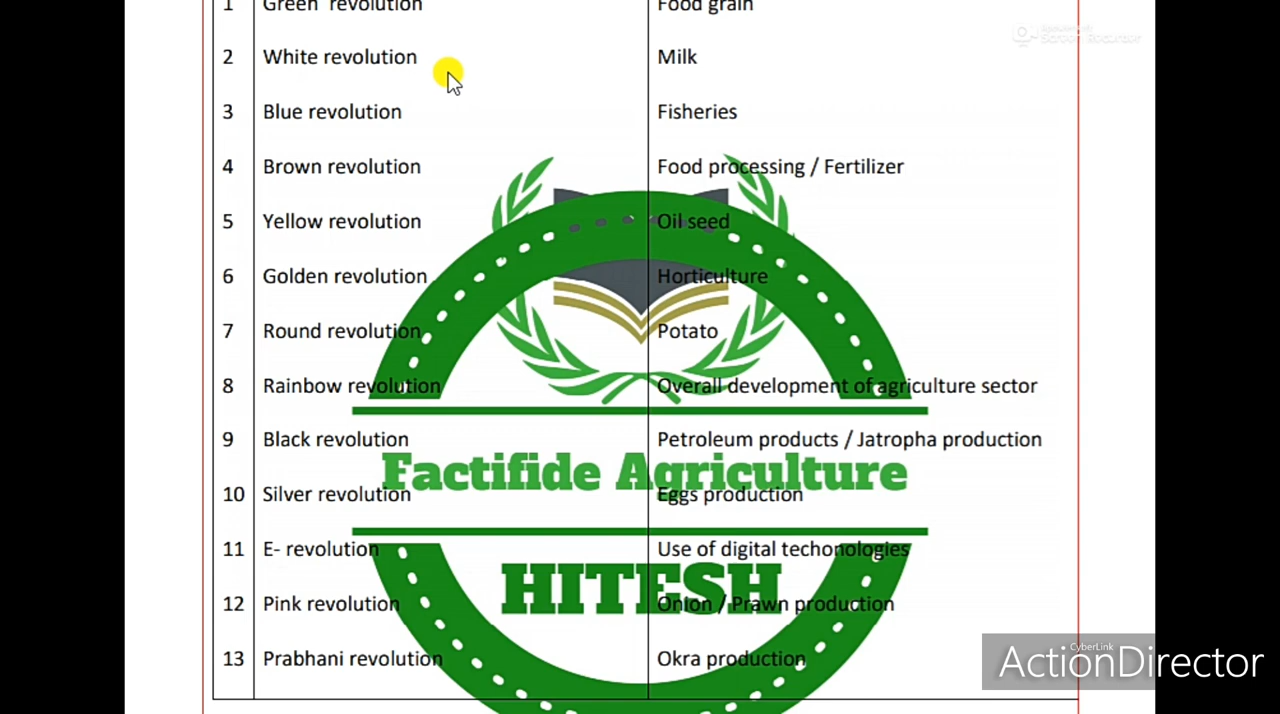 1 Green revolution Food grain
2 White revolution Milk
3 Blue revolution Fisheries
4 Brown revolution Food processing / Fertilizer
5 Yellow revolution Oil seed
6 Golden revolution Horticulture
7 Round revolution Potato
8 Rainbow revolution Overall development of agriculture sector
9 Black revolution Petroleum products / Jatropha production
Factifide Agriculture
10 Silver revolution Eggs production
11 E- revolution Use of digital techonologies
HITESH
12 Pink revolution Onion / Prawn production
13 Prabhani revolution Okra production
Screen Recorder
CyberLink
ActionDirector